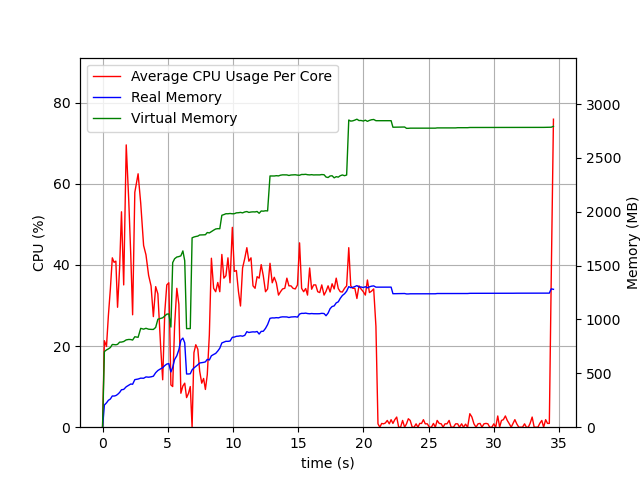 Average CPU Usage Per Core
Real Memory
Virtual Memory
80
60
40
20
0
CPU (%)
3000
2500
2000
1500
1000
500
0
Memory (MB)
0 5 10 15 20 25 30 35
time (s)